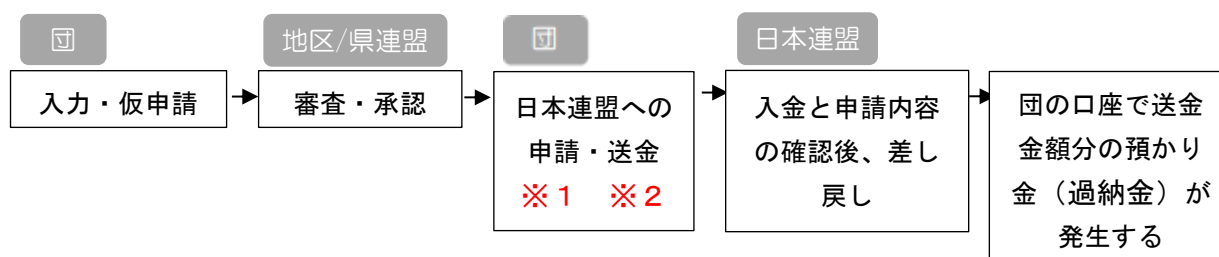 団
入力・仮申請
地区/県連盟
審査・承認
団
日本連盟への
申請・送金
※1 ※2
日本連盟
入金と申請内容
の確認後、差し
戻し
団の口座で送金
金額分の預かり
金(過納金)が
発生する